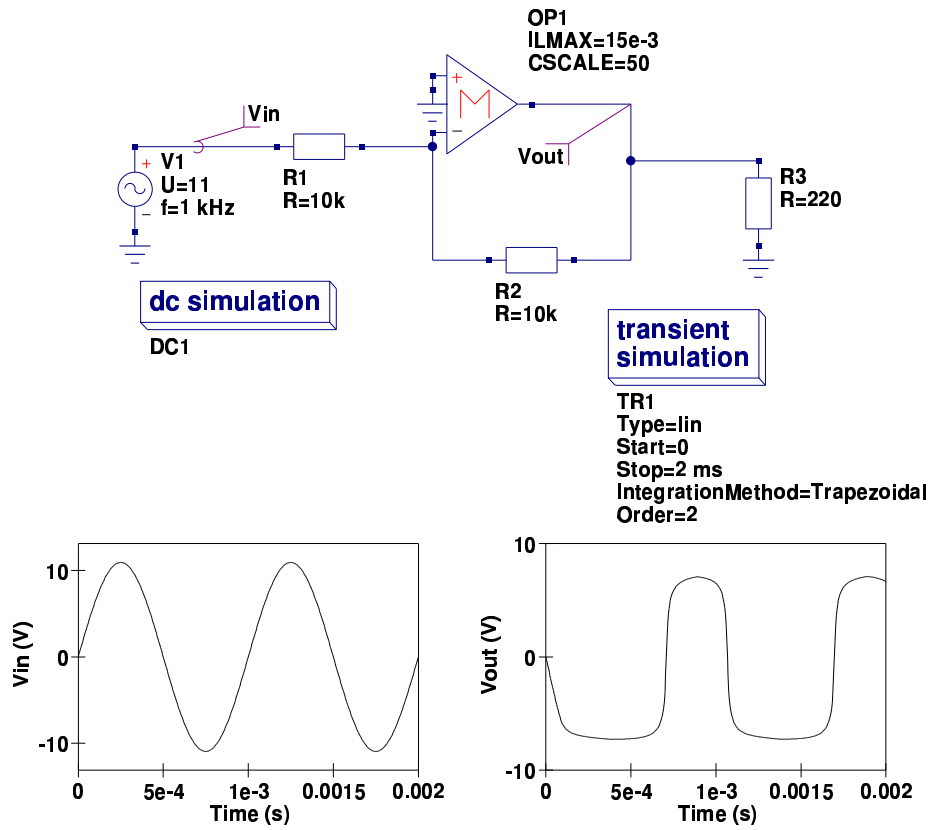 OP1
ILMAX=15e-3
CSCALE=50
+
−
Vin
Vout
+
V1
U=11
f=1 kHz
−
R1
R=10k
R3
R=220
R2
R=10k
dc simulation
DC1
transient
simulation
TR1
Type=lin
Start=0
Stop=2 ms
IntegrationMethod=Trapezoidal
Order=2
Vin (V)
10
0
-10
0 5e-4 1e-3 0.0015 0.002
Time (s)
Vout (V)
10
0
-10
0 5e-4 1e-3 0.0015 0.002
Time (s)